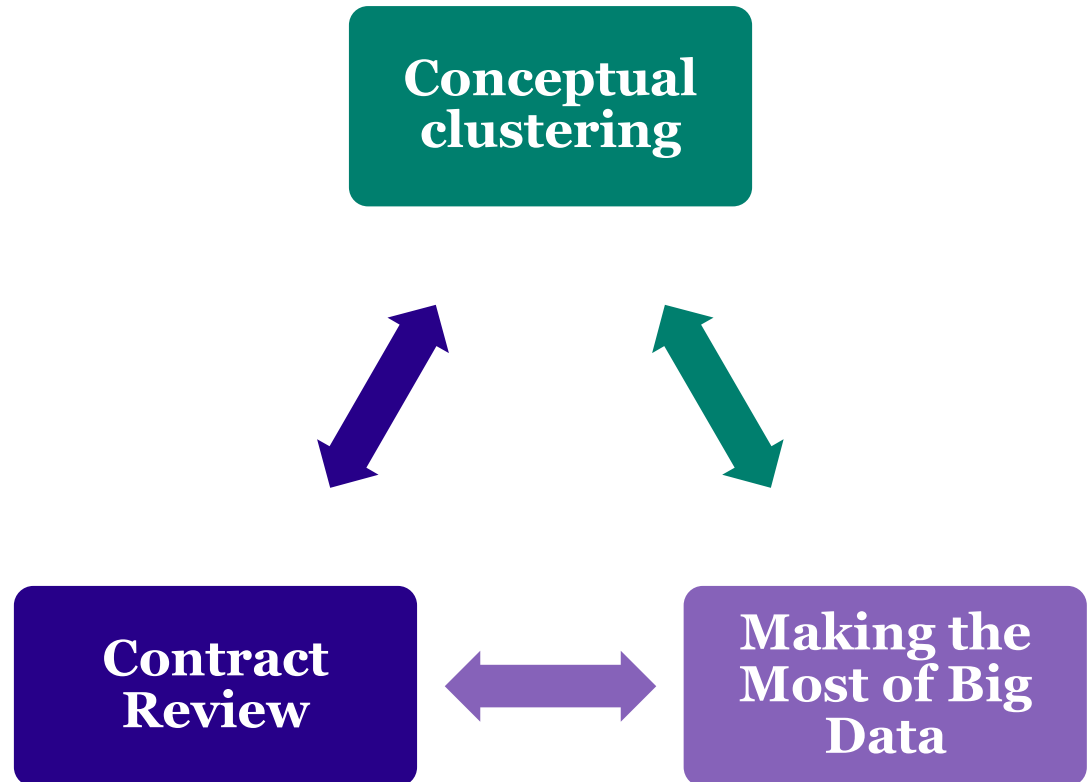 Conceptual
clustering
Contract
Review
Making the
Most of Big
Data